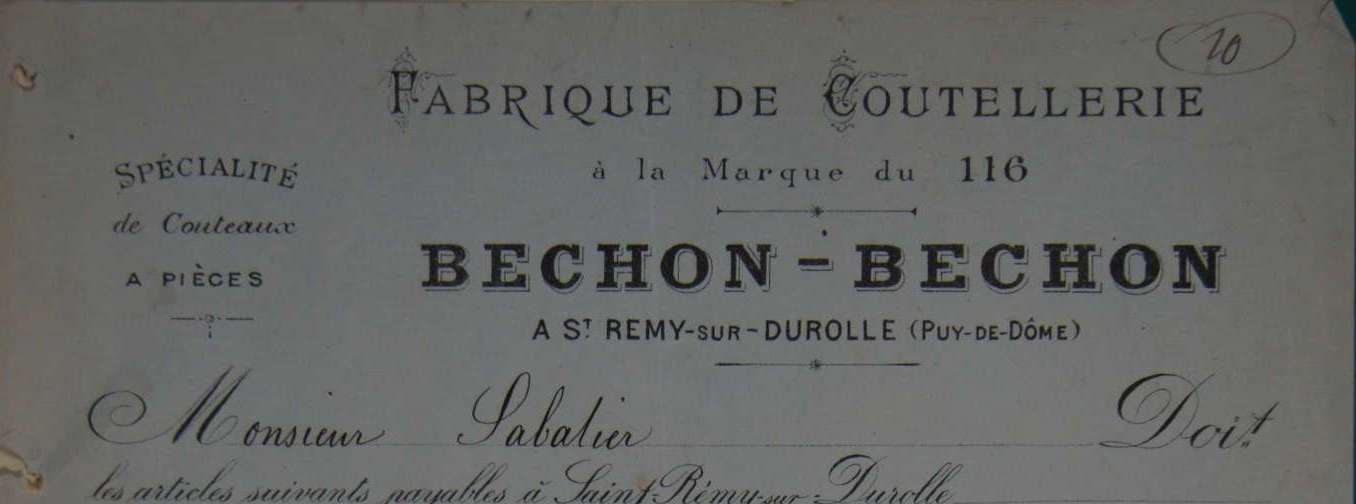 10
FABRIQUE DE COUTELLERIE
à la Marque du 116
SPÉCIALITÉ
de Couteaux
A PIÈCES
BECHON-BECHON
A ST REMY-SUR-DUROLLE (PUY-DE-DÔME)
Monsieur Sabatier Doit
les articles suivants payables à Saint-Rémy-sur-Durolle